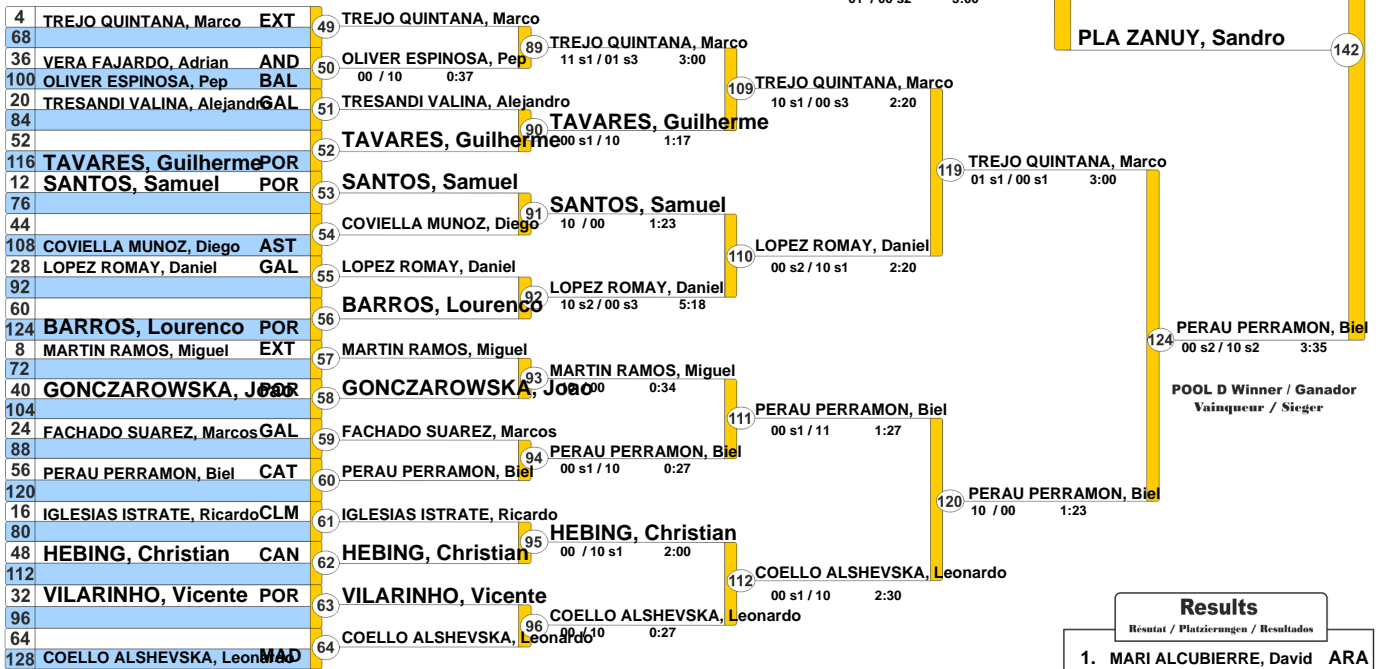 01 / 00 s2 3:00
PLA ZANUY, Sandro
142
4 TREJO QUINTANA, Marco EXT
68
36 VERA FAJARDO, Adrian AND
100 OLIVER ESPINOSA, Pep BAL
20 TRESANDI VALINA, Alejandro GAL
84
52
116 TAVARES, Guilherme POR
12 SANTOS, Samuel POR
76
44
108 COVIELLA MUNOZ, Diego AST
28 LOPEZ ROMAY, Daniel GAL
92
60
124 BARROS, Lourenco POR
8 MARTIN RAMOS, Miguel EXT
72
40 GONCZAROWSKA, Joao POR
104
24 FACHADO SUAREZ, Marcos GAL
88
56 PERAU PERRAMON, Biel CAT
120
16 IGLESIAS ISTRATE, Ricardo CLM
80
48 HEBING, Christian CAN
112
32 VILARINHO, Vicente POR
96
64
128 COELLO ALSHEVSKA, Leonardo MAD
49 TREJO QUINTANA, Marco
50 OLIVER ESPINOSA, Pep
00 / 10 0:37
51 TRESANDI VALINA, Alejandro
52 TAVARES, Guilherme
53 SANTOS, Samuel
54 COVIELLA MUNOZ, Diego
55 LOPEZ ROMAY, Daniel
56 BARROS, Lourenco
57 MARTIN RAMOS, Miguel
58 GONCZAROWSKA, Joao
59 FACHADO SUAREZ, Marcos
60 PERAU PERRAMON, Biel
61 IGLESIAS ISTRATE, Ricardo
62 HEBING, Christian
63 VILARINHO, Vicente
64 COELLO ALSHEVSKA, Leonardo
89 TREJO QUINTANA, Marco
11 s1 / 01 s3 3:00
90 TAVARES, Guilherme
00 s1 / 10 1:17
91 SANTOS, Samuel
10 / 00 1:23
92 LOPEZ ROMAY, Daniel
10 s2 / 00 s3 5:18
93 MARTIN RAMOS, Miguel
10 / 00 0:34
94 PERAU PERRAMON, Biel
00 s1 / 10 0:27
95 HEBING, Christian
00 / 10 s1 2:00
96 COELLO ALSHEVSKA, Leonardo
00 / 10 0:27
109 TREJO QUINTANA, Marco
10 s1 / 00 s3 2:20
110 LOPEZ ROMAY, Daniel
00 s2 / 10 s1 2:20
111 PERAU PERRAMON, Biel
00 s1 / 11 1:27
112 COELLO ALSHEVSKA, Leonardo
00 s1 / 10 2:30
119 TREJO QUINTANA, Marco
01 s1 / 00 s1 3:00
120 PERAU PERRAMON, Biel
10 / 00 1:23
124 PERAU PERRAMON, Biel
00 s2 / 10 s2 3:35
POOL D Winner / Ganador
Vainqueur / Sieger
Results
Résutat / Platzierungen / Resultados
1. MARI ALCUBIERRE, David ARA